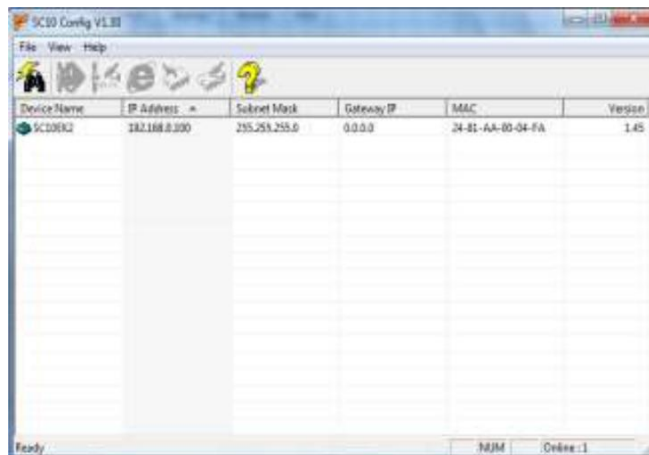 SC10 Config V1.30
File View Help
Device Name IP Address Subnet Mask Gateway IP MAC Version
SC10EK2 192.168.0.100 255.255.255.0 0.0.0.0 24-81-AA-00-04-FA 1.45
Ready NUM Online :1